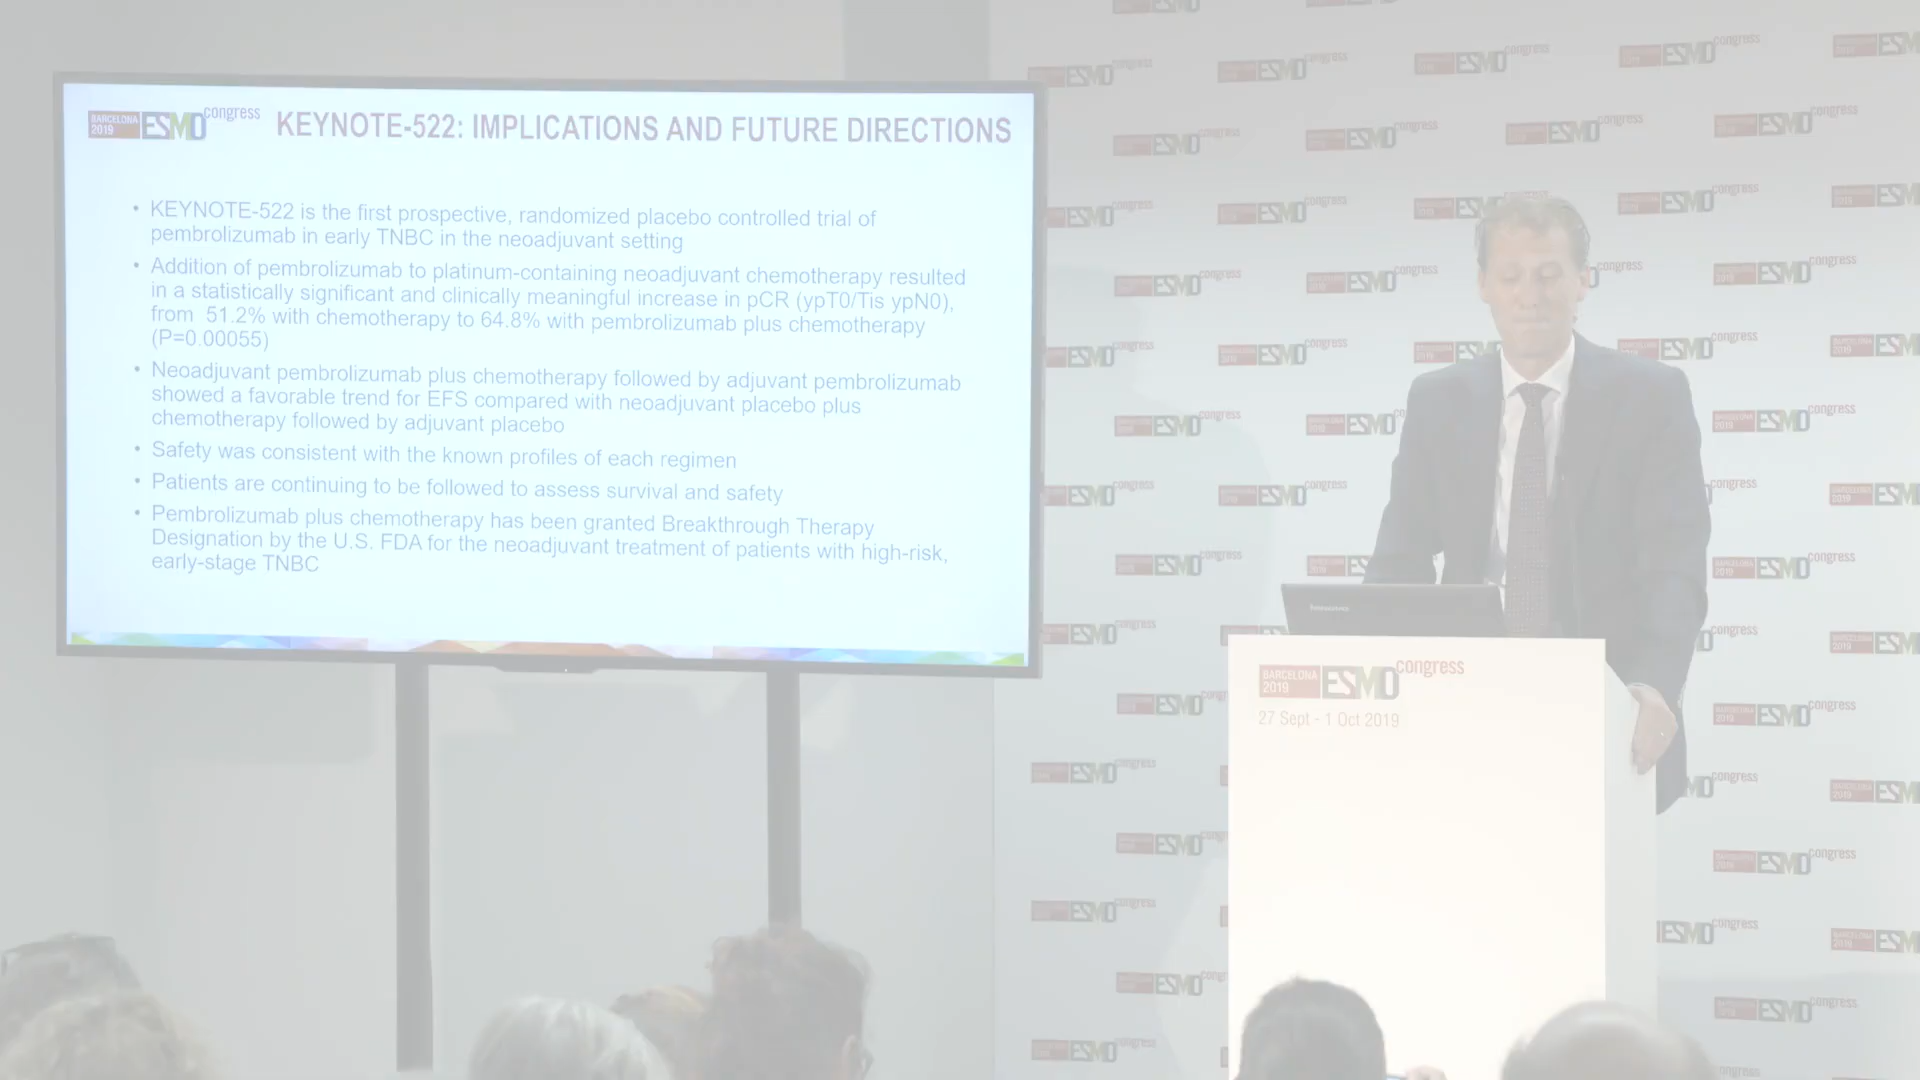 BARCELONA
2019
ESMO congress
KEYNOTE-522: IMPLICATIONS AND FUTURE DIRECTIONS
• KEYNOTE-522 is the first prospective, randomized placebo controlled trial of
pembrolizumab in early TNBC in the neoadjuvant setting
• Addition of pembrolizumab to platinum-containing neoadjuvant chemotherapy resulted
in a statistically significant and clinically meaningful increase in pCR (ypT0/Tis ypN0),
from 51.2% with chemotherapy to 64.8% with pembrolizumab plus chemotherapy
(P=0.00055)
• Neoadjuvant pembrolizumab plus chemotherapy followed by adjuvant pembrolizumab
showed a favorable trend for EFS compared with neoadjuvant placebo plus
chemotherapy followed by adjuvant placebo
• Safety was consistent with the known profiles of each regimen
• Patients are continuing to be followed to assess survival and safety
• Pembrolizumab plus chemotherapy has been granted Breakthrough Therapy
Designation by the U.S. FDA for the neoadjuvant treatment of patients with high-risk,
early-stage TNBC
lenovo
BARCELONA
2019
ESMO congress
27 Sept - 1 Oct 2019